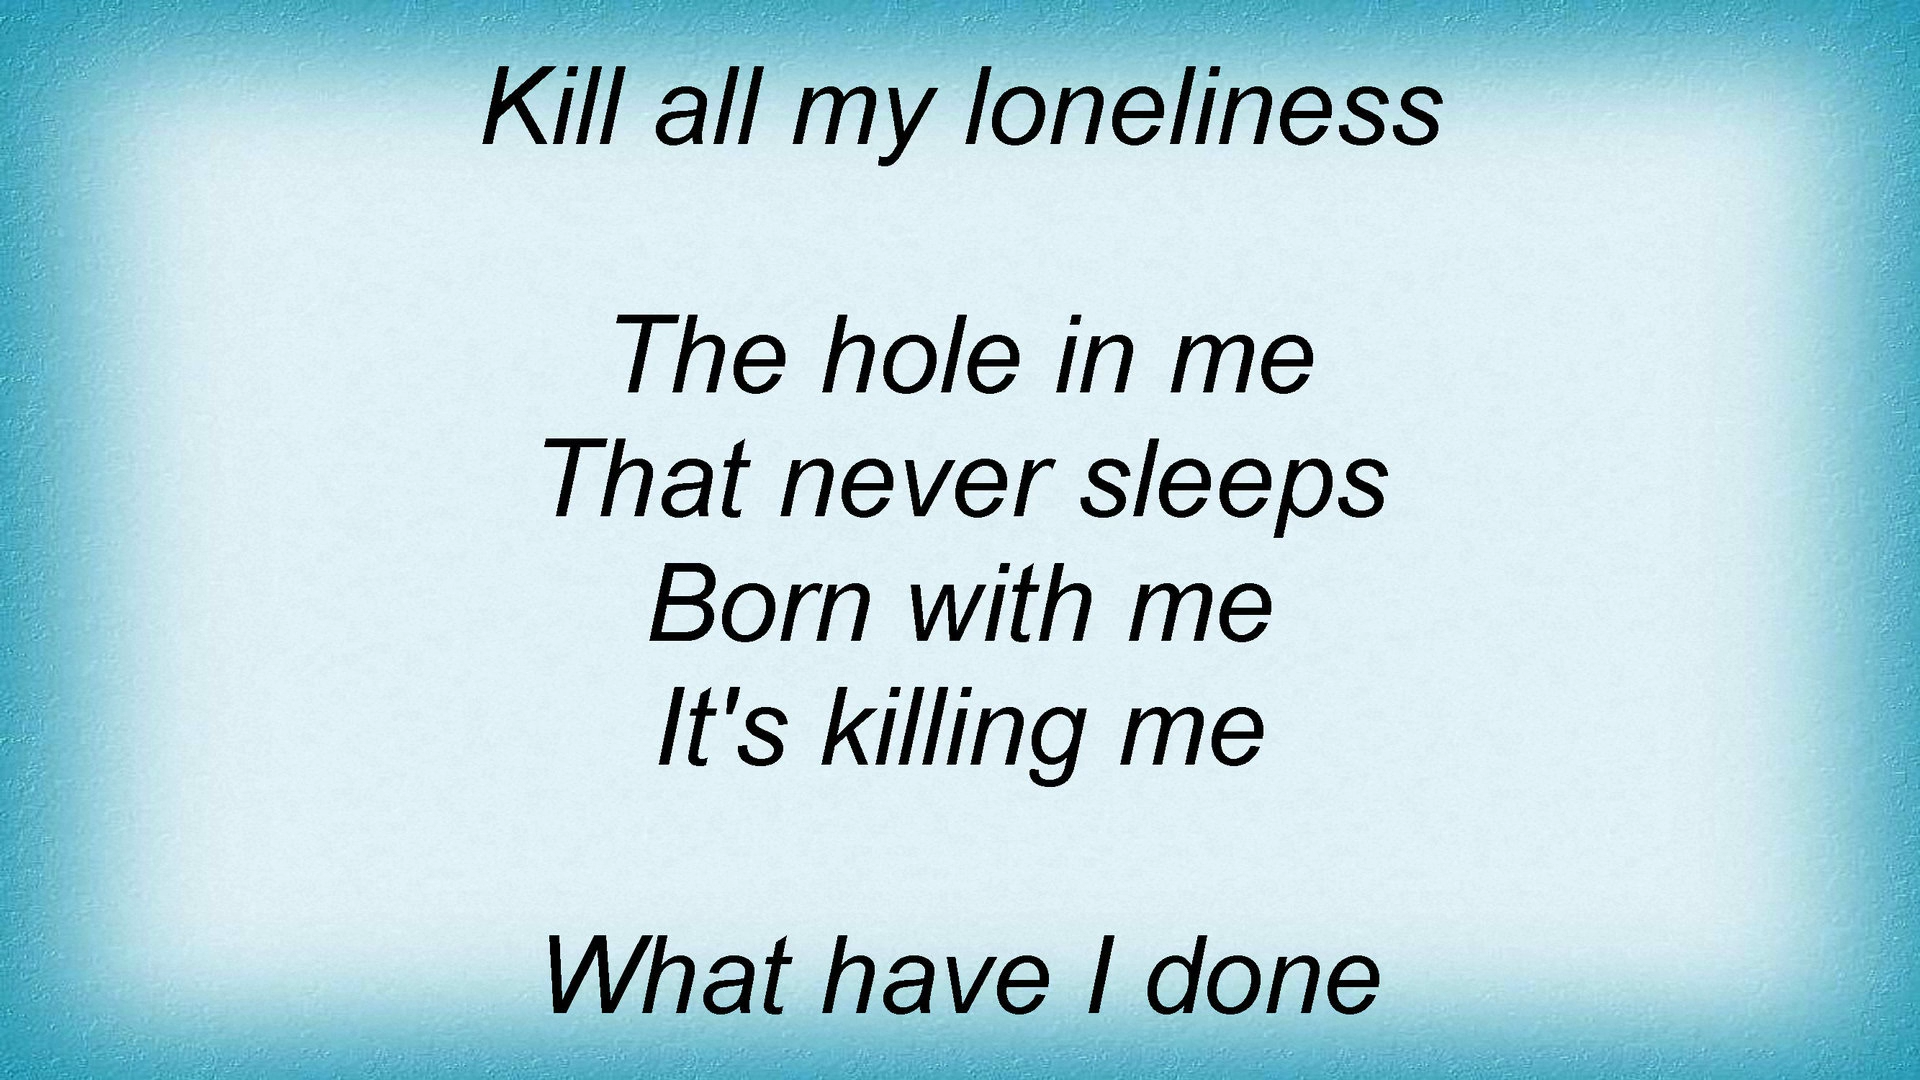 Kill all my loneliness
The hole in me
That never sleeps
Born with me
It's killing me
What have I done